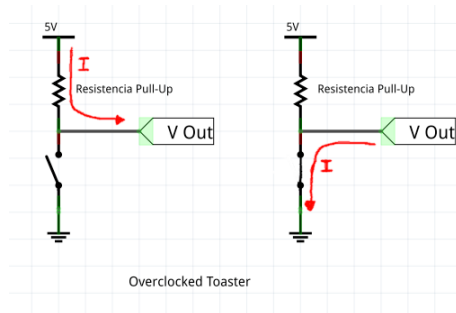 5V
I
Resistencia Pull-Up
V Out
5V
Resistencia Pull-Up
V Out
I
Overclocked Toaster